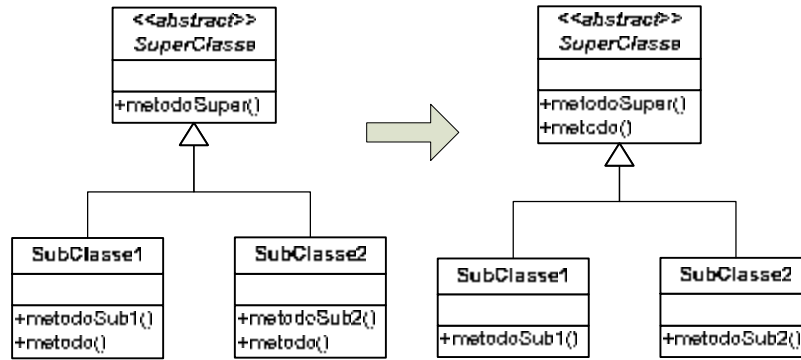 <<abstract>>
SuperClasse
+metodoSuper()
SubClasse1
+metodoSub1()
+metodo()
SubClasse2
+metodoSub2()
+metodo()
<<abstract>>
SuperClasse
+metodoSuper()
+metodo()
SubClasse1
+metodoSub1()
SubClasse2
+metodoSub2()